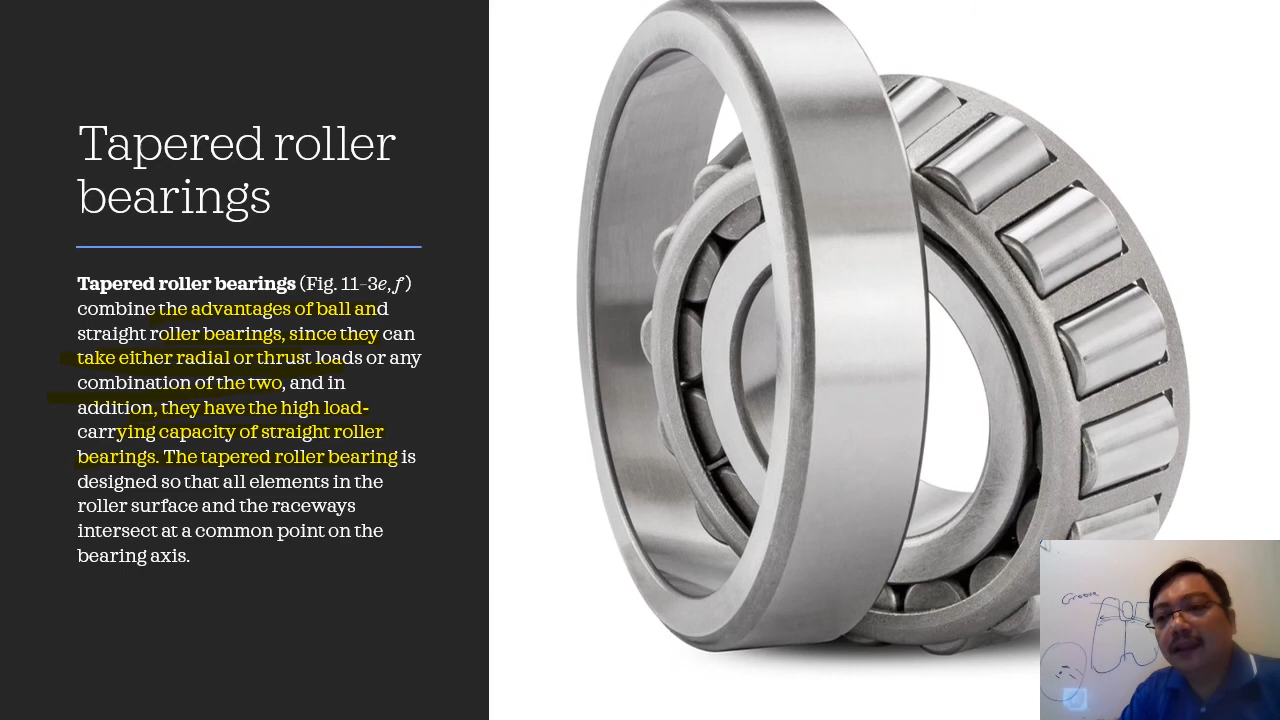 Tapered roller
bearings
Tapered roller bearings (Fig. 11–3e, f)
combine the advantages of ball and
straight roller bearings, since they can
take either radial or thrust loads or any
combination of the two, and in
addition, they have the high load-
carrying capacity of straight roller
bearings. The tapered roller bearing is
designed so that all elements in the
roller surface and the raceways
intersect at a common point on the
bearing axis.
Groove